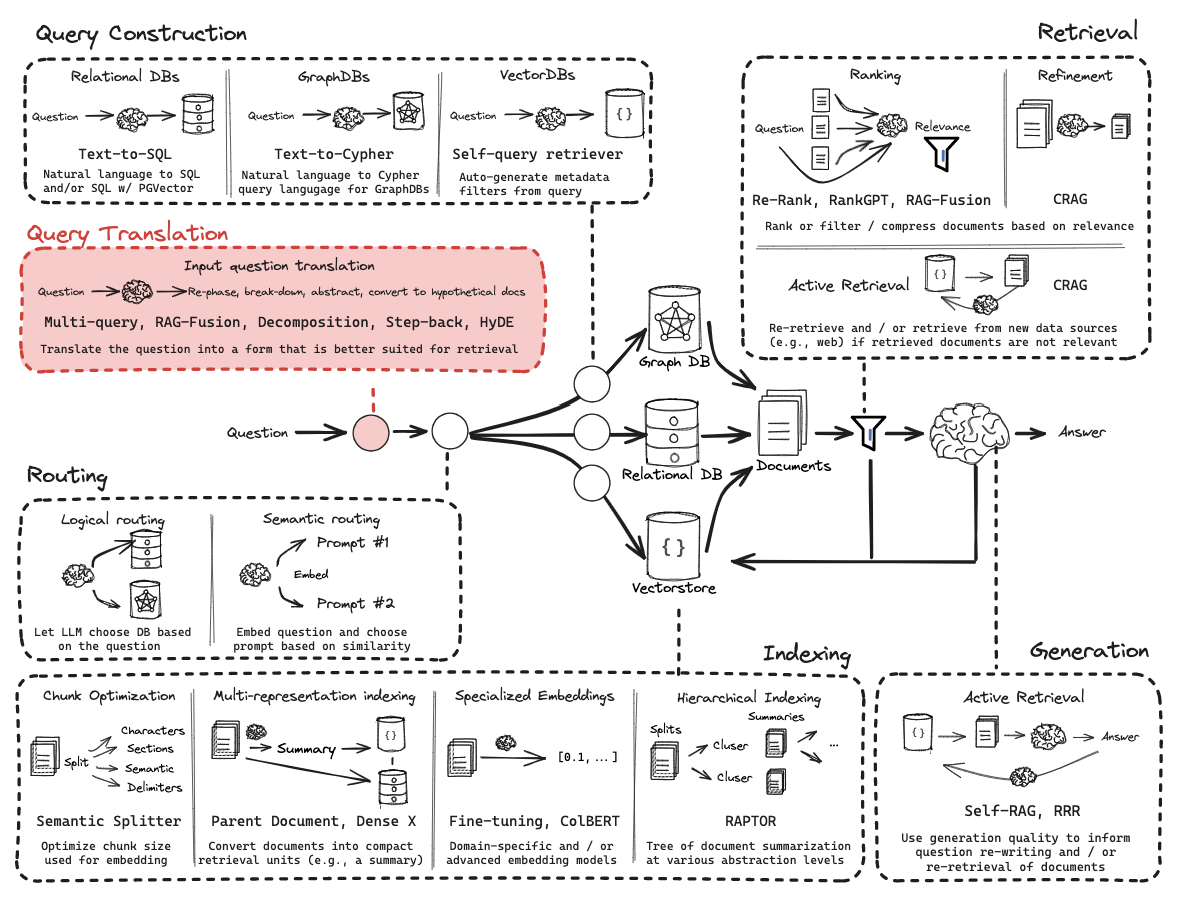 Query Construction
Relational DBs
Question
Text-to-SQL
Natural language to SQL
and/or SQL w/ PGVector
GraphDBs
Question
Text-to-Cypher
Natural language to Cypher
query langugage for GraphDBs
VectorDBs
Question
{}
Self-query retriever
Auto-generate metadata
filters from query
Retrieval
Ranking
Question
Relevance
Re-Rank, RankGPT, RAG-Fusion
Refinement
CRAG
Rank or filter / compress documents based on relevance
Active Retrieval
{}
CRAG
Re-retrieve and / or retrieve from new data sources
(e.g., web) if retrieved documents are not relevant
Query Translation
Input question translation
Question
Re-phase, break-down, abstract, convert to hypothetical docs
Multi-query, RAG-Fusion, Decomposition, Step-back, HyDE
Translate the question into a form that is better suited for retrieval
Question
Graph DB
Relational DB
{}
Vectorstore
Documents
Answer
Routing
Logical routing
Let LLM choose DB based
on the question
Semantic routing
Prompt #1
Embed
Prompt #2
Embed question and choose
prompt based on similarity
Indexing
Chunk Optimization
Split
Characters
Sections
Semantic
Delimiters
Semantic Splitter
Optimize chunk size
used for embedding
Multi-representation indexing
{}
Summary
Parent Document, Dense X
Convert documents into compact
retrieval units (e.g., a summary)
Specialized Embeddings
[0.1, ...]
Fine-tuning, ColBERT
Domain-specific and / or
advanced embedding models
Hierarchical Indexing
Splits
Summaries
Cluser
Cluser
...
RAPTOR
Tree of document summarization
at various abstraction levels
Generation
Active Retrieval
{}
Answer
Self-RAG, RRR
Use generation quality to inform
question re-writing and / or
re-retrieval of documents